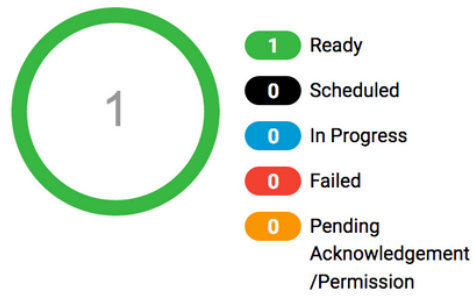 1
1 Ready
0 Scheduled
0 In Progress
0 Failed
0 Pending
Acknowledgement
/Permission